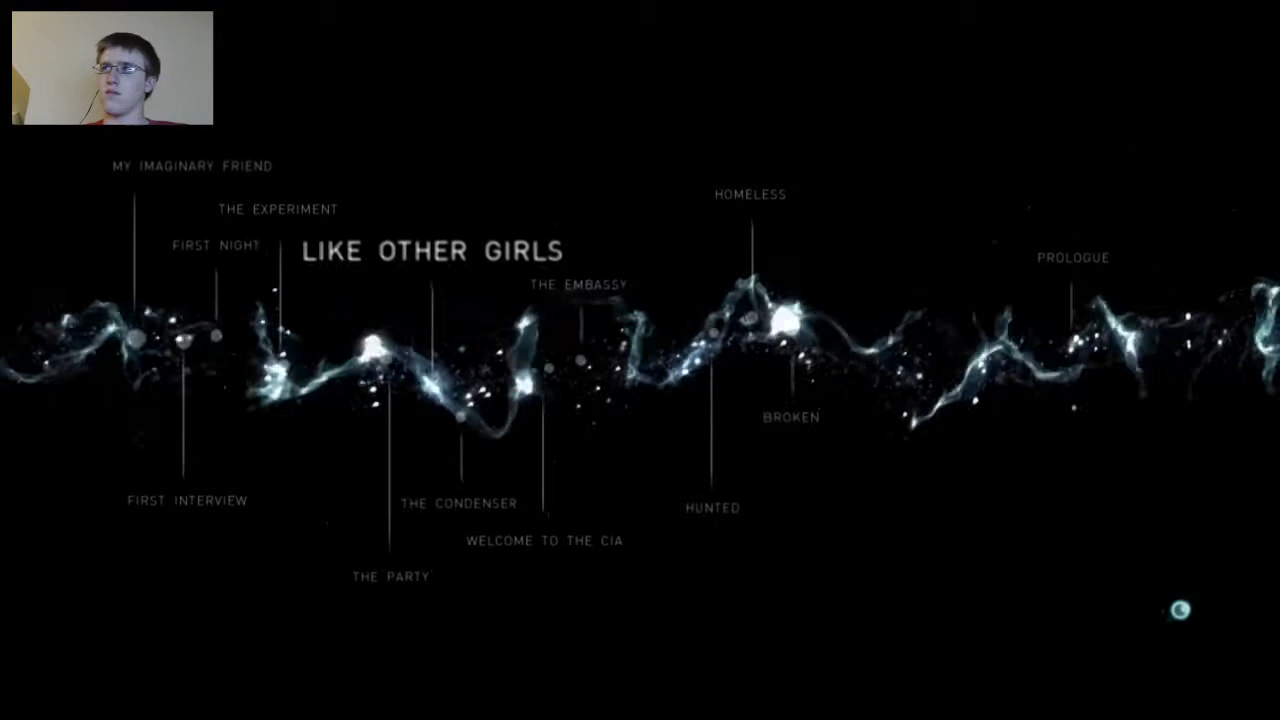 MY IMAGINARY FRIEND
HOMELESS
THE EXPERIMENT
FIRST NIGHT
LIKE OTHER GIRLS
PROLOGUE
THE EMBASSY
BROKEN
FIRST INTERVIEW
THE CONDENSER
HUNTED
WELCOME TO THE CIA
THE PARTY